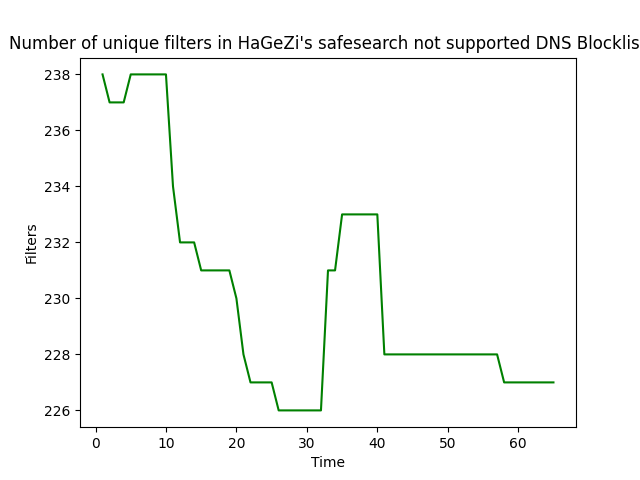 Number of unique filters in HaGeZi's safesearch not supported DNS Blocklis
238
236
234
232
230
228
226
Filters
0 10 20 30 40 50 60
Time